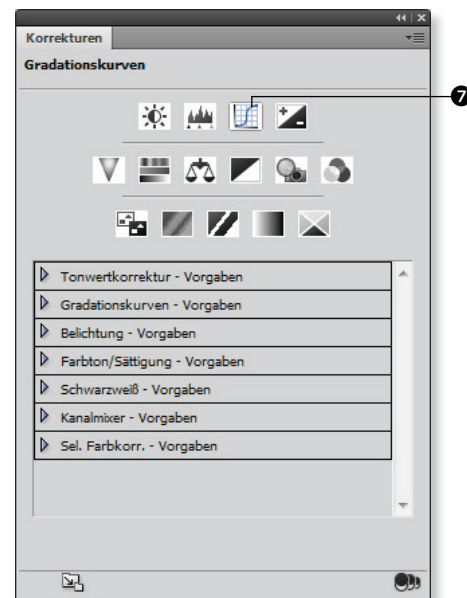 Korrekturen
Gradationskurven
7
Tonwertkorrektur - Vorgaben
Gradationskurven - Vorgaben
Belichtung - Vorgaben
Farbton/Sättigung - Vorgaben
Schwarzweiß - Vorgaben
Kanalmixer - Vorgaben
Sel. Farbkorr. - Vorgaben